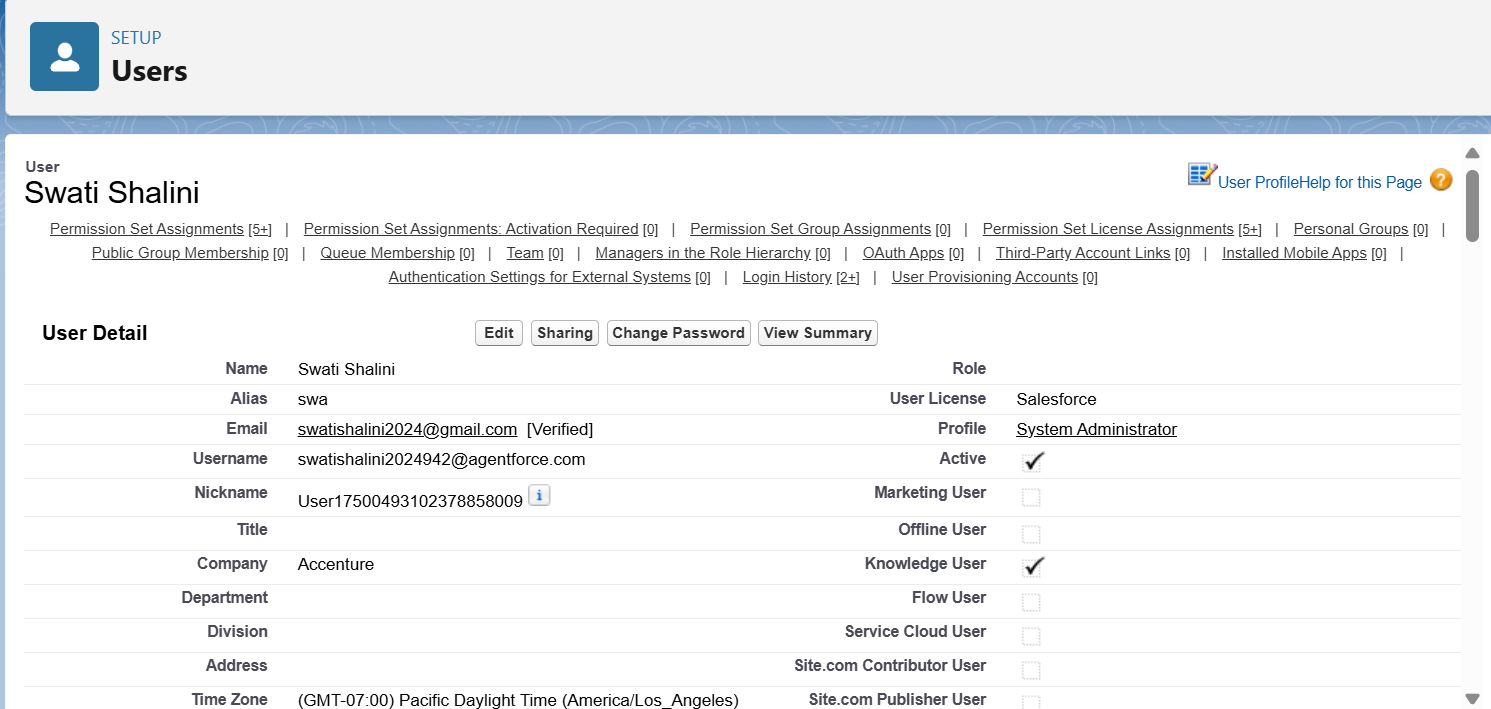 SETUP
Users
User
Swati Shalini
User Profile Help for this Page ?
Permission Set Assignments [5+] | Permission Set Assignments: Activation Required [0] | Permission Set Group Assignments [0] | Permission Set License Assignments [5+] | Personal Groups [0] |
Public Group Membership [0] | Queue Membership [0] | Team [0] | Managers in the Role Hierarchy [0] | OAuth Apps [0] | Third-Party Account Links [0] | Installed Mobile Apps [0] |
Authentication Settings for External Systems [0] | Login History [2+] | User Provisioning Accounts [0]
User Detail Edit Sharing Change Password View Summary
Name Swati Shalini Role
Alias swa User License Salesforce
Email swatishalini2024@gmail.com [Verified] Profile System Administrator
Username swatishalini2024942@agentforce.com Active
Nickname User17500493102378858009 i Marketing User
Title Offline User
Company Accenture Knowledge User
Department Flow User
Division Service Cloud User
Address Site.com Contributor User
Time Zone (GMT-07:00) Pacific Daylight Time (America/Los_Angeles) Site.com Publisher User